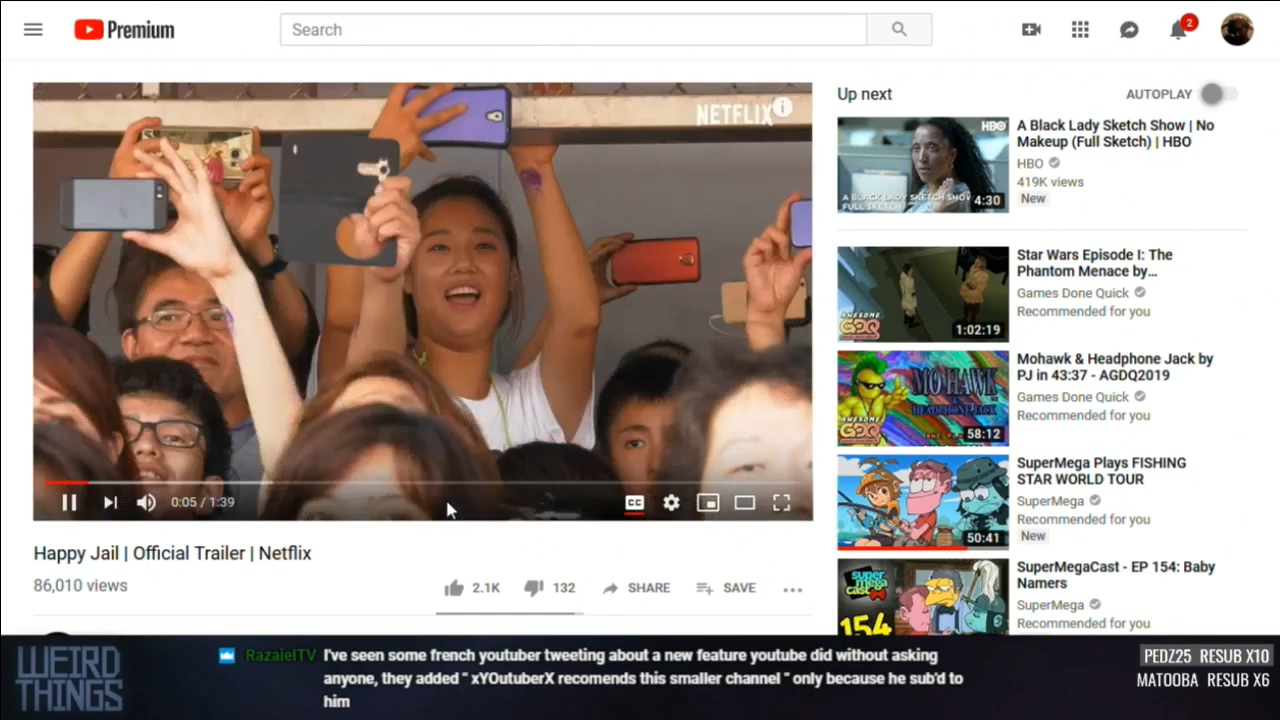 Premium
Search
2
NETFLIX
0:05 / 1:39
CC
Happy Jail | Official Trailer | Netflix
86,010 views
2.1K
132
SHARE
SAVE
Up next
AUTOPLAY
HBO
A BLACK LADY SKETCH SHOW
FULL SKETCH
4:30
A Black Lady Sketch Show | No
Makeup (Full Sketch) | HBO
HBO
419K views
New
AWESOME
1:02:19
Star Wars Episode I: The
Phantom Menace by...
Games Done Quick
Recommended for you
MOHAWK
HEADPHONE JACK
AWESOME
58:12
Mohawk & Headphone Jack by
PJ in 43:37 - AGDQ2019
Games Done Quick
Recommended for you
50:41
SuperMega Plays FISHING
STAR WORLD TOUR
SuperMega
Recommended for you
New
super
mega
cast
154
SuperMegaCast - EP 154: Baby
Namers
SuperMega
Recommended for you
WEIRD
THINGS
RazaielTV I've seen some french youtuber tweeting about a new feature youtube did without asking
anyone, they added " xYOutuberX recomends this smaller channel " only because he sub'd to
him
PEDZ25 RESUB X10
MATOOBA RESUB X6